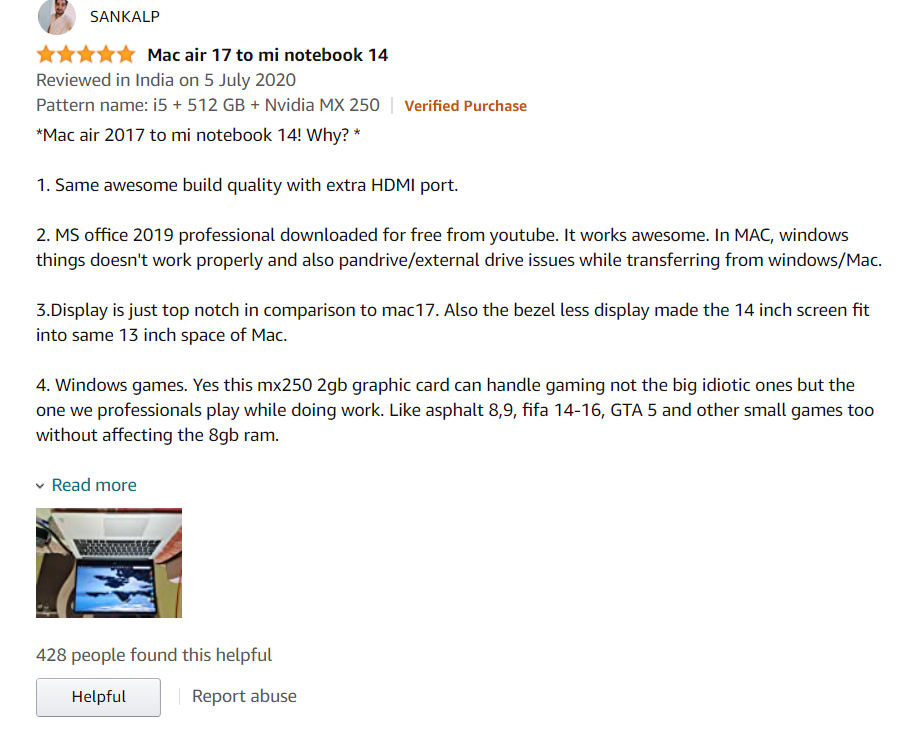 SANKALP
Mac air 17 to mi notebook 14
Reviewed in India on 5 July 2020
Pattern name: i5 + 512 GB + Nvidia MX 250 | Verified Purchase
*Mac air 2017 to mi notebook 14! Why? *
1. Same awesome build quality with extra HDMI port.
2. MS office 2019 professional downloaded for free from youtube. It works awesome. In MAC, windows
things doesn't work properly and also pandrive/external drive issues while transferring from windows/Mac.
3.Display is just top notch in comparison to mac17. Also the bezel less display made the 14 inch screen fit
into same 13 inch space of Mac.
4. Windows games. Yes this mx250 2gb graphic card can handle gaming not the big idiotic ones but the
one we professionals play while doing work. Like asphalt 8,9, fifa 14-16, GTA 5 and other small games too
without affecting the 8gb ram.
Read more
428 people found this helpful
Helpful | Report abuse